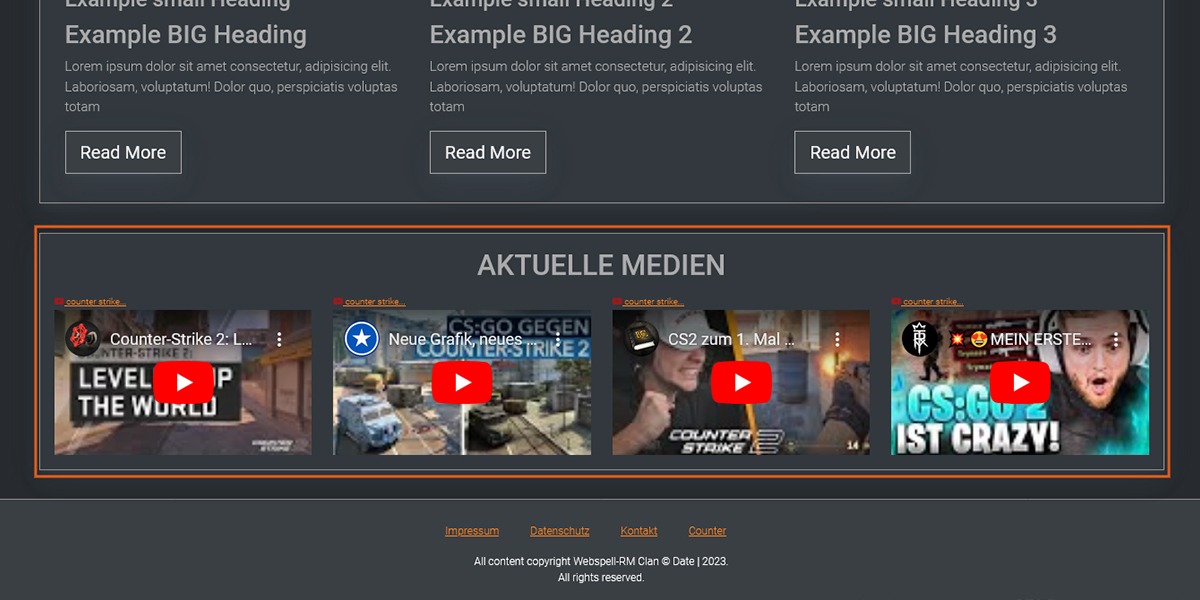 Example small Heading
Example small Heading 2
Example small Heading 3
Example BIG Heading
Example BIG Heading 2
Example BIG Heading 3
Lorem ipsum dolor sit amet consectetur, adipisicing elit.
Laboriosam, voluptatum! Dolor quo, perspiciatis voluptas
totam
Lorem ipsum dolor sit amet consectetur, adipisicing elit.
Laboriosam, voluptatum! Dolor quo, perspiciatis voluptas
totam
Lorem ipsum dolor sit amet consectetur, adipisicing elit.
Laboriosam, voluptatum! Dolor quo, perspiciatis voluptas
totam
Read More
Read More
Read More
AKTUELLE MEDIEN
counter strike...
Counter-Strike 2: L...
COUNTER-STRIKE 2:
LEVEL UP
THE WORLD
COUNTER
STRIKE
counter strike...
Neue Grafik, neues ...
CS:GO GEGEN
COUNTER-STRIKE 2
counter strike...
CS2 zum 1. Mal ...
COUNTER
STRIKE 2
14
counter strike...
💥 🤩 MEIN ERSTE...
CS:GO 2
IST CRAZY!
Impressum Datenschutz Kontakt Counter
All content copyright Webspell-RM Clan © Date | 2023.
All rights reserved.